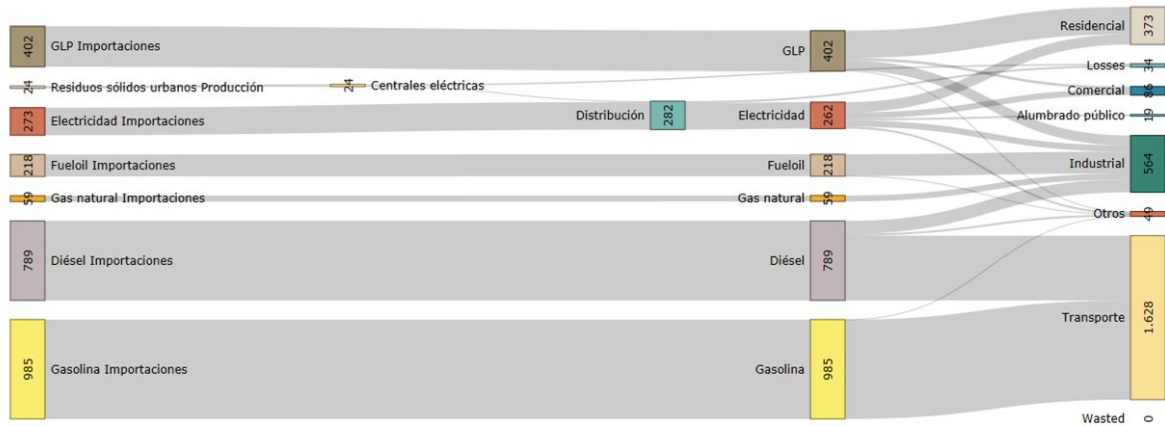 402
GLP Importaciones
24
Residuos sólidos urbanos Producción
273
Electricidad Importaciones
218
Fueloil Importaciones
59
Gas natural Importaciones
789
Diésel Importaciones
985
Gasolina Importaciones
24
Centrales eléctricas
Distribución
282
GLP
402
Electricidad
262
Fueloil
218
Gas natural
59
Diésel
789
Gasolina
985
Residencial
373
Losses
34
Comercial
86
Alumbrado público
19
Industrial
564
Otros
49
Transporte
1.628
Wasted
0